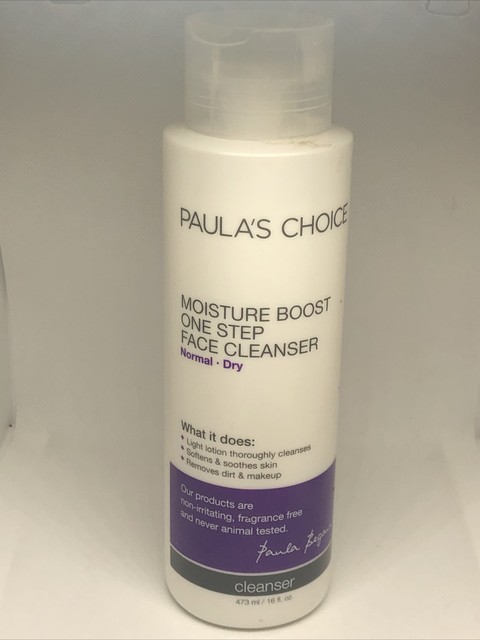 PAULA'S CHOICE
MOISTURE BOOST
ONE STEP
FACE CLEANSER
Normal · Dry
What it does:
• Light lotion thoroughly cleanses
• Softens & soothes skin
• Removes dirt & makeup
Our products are
non-irritating, fragrance free
and never animal tested.
Paula Begoun
cleanser
473 ml / 16 fl. oz.